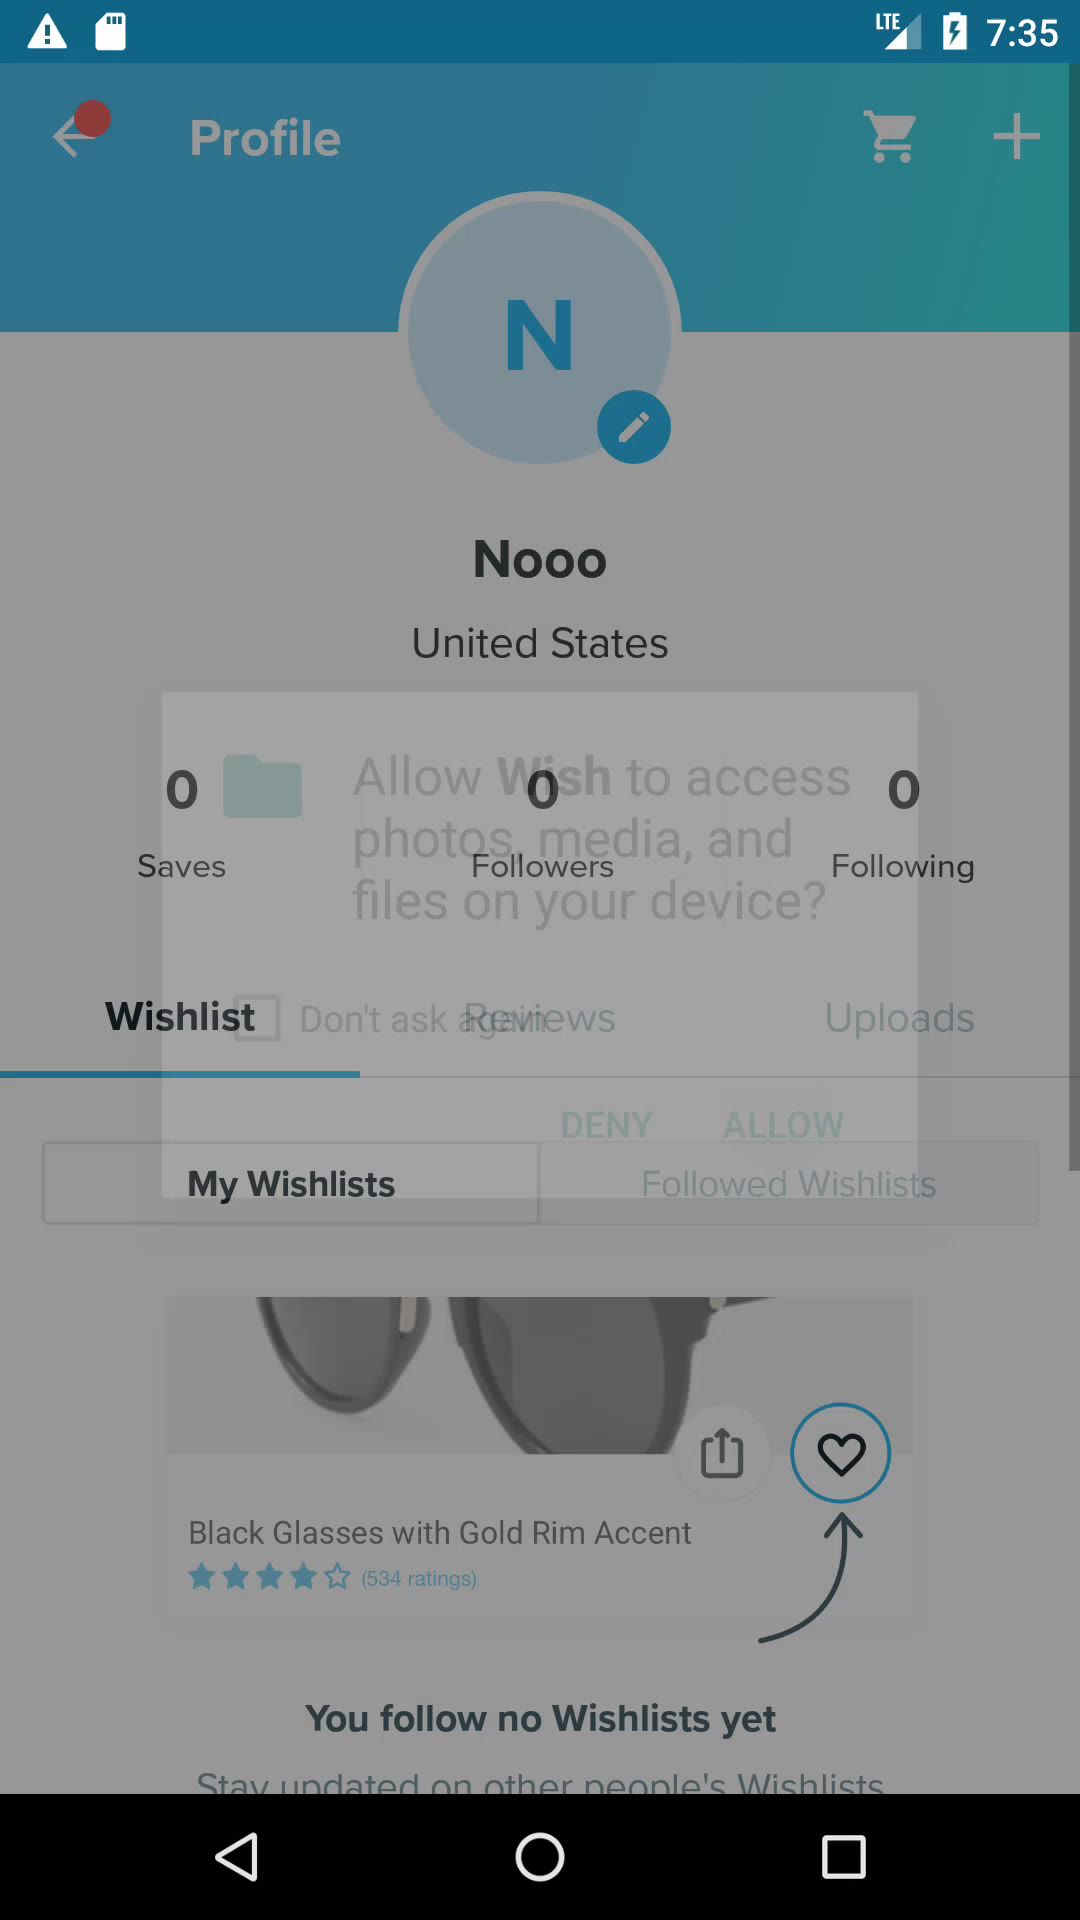 LTE 7:35
Profile
N
Nooo
United States
Allow Wish to access
photos, media, and
files on your device?
0 0 0
Saves Followers Following
Don't ask again
Wishlist Reviews Uploads
DENY ALLOW
My Wishlists Followed Wishlists
Black Glasses with Gold Rim Accent
(534 ratings)
You follow no Wishlists yet
Stay updated on other people's Wishlists